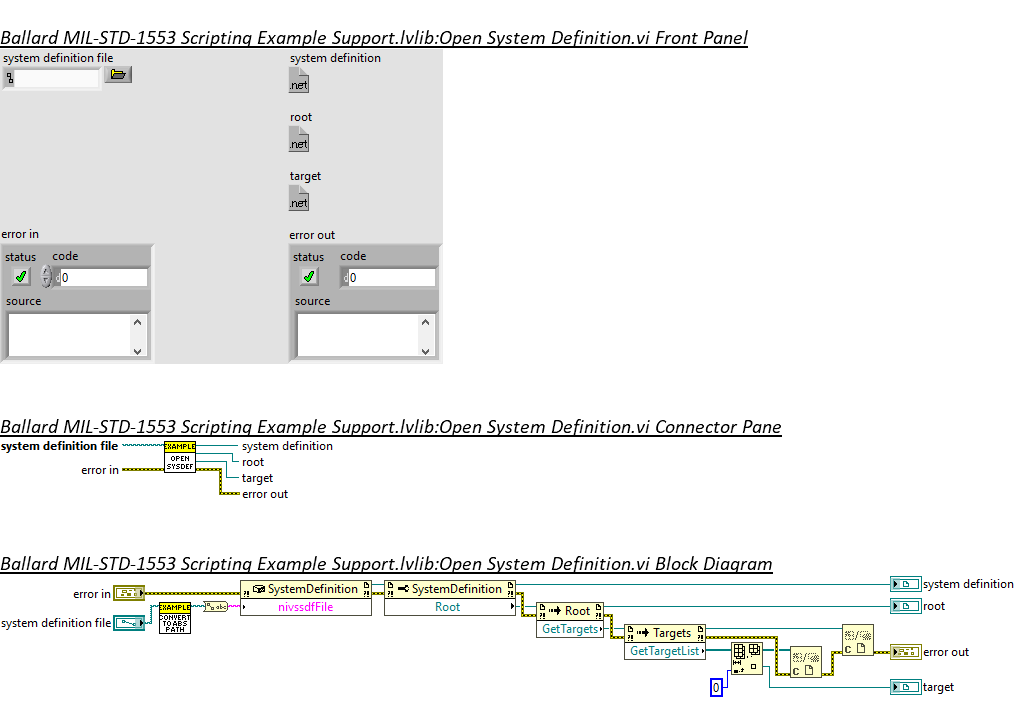 Ballard MIL-STD-1553 Scripting Example Support.lvlib:Open System Definition.vi Front Panel
system definition file
system definition
.net
root
.net
target
.net
error in
error out
status code
0
source
status code
0
source
Ballard MIL-STD-1553 Scripting Example Support.lvlib:Open System Definition.vi Connector Pane
system definition file
EXAMPLE
OPEN
SYSDEF
error in
system definition
root
target
error out
Ballard MIL-STD-1553 Scripting Example Support.lvlib:Open System Definition.vi Block Diagram
error in
system definition file
EXAMPLE
CONVERT
TO ABS
PATH
abc
SystemDefinition
nivssdfFile
SystemDefinition
Root
Root
GetTargets
Targets
GetTargetList
0
C
C
system definition
root
error out
target